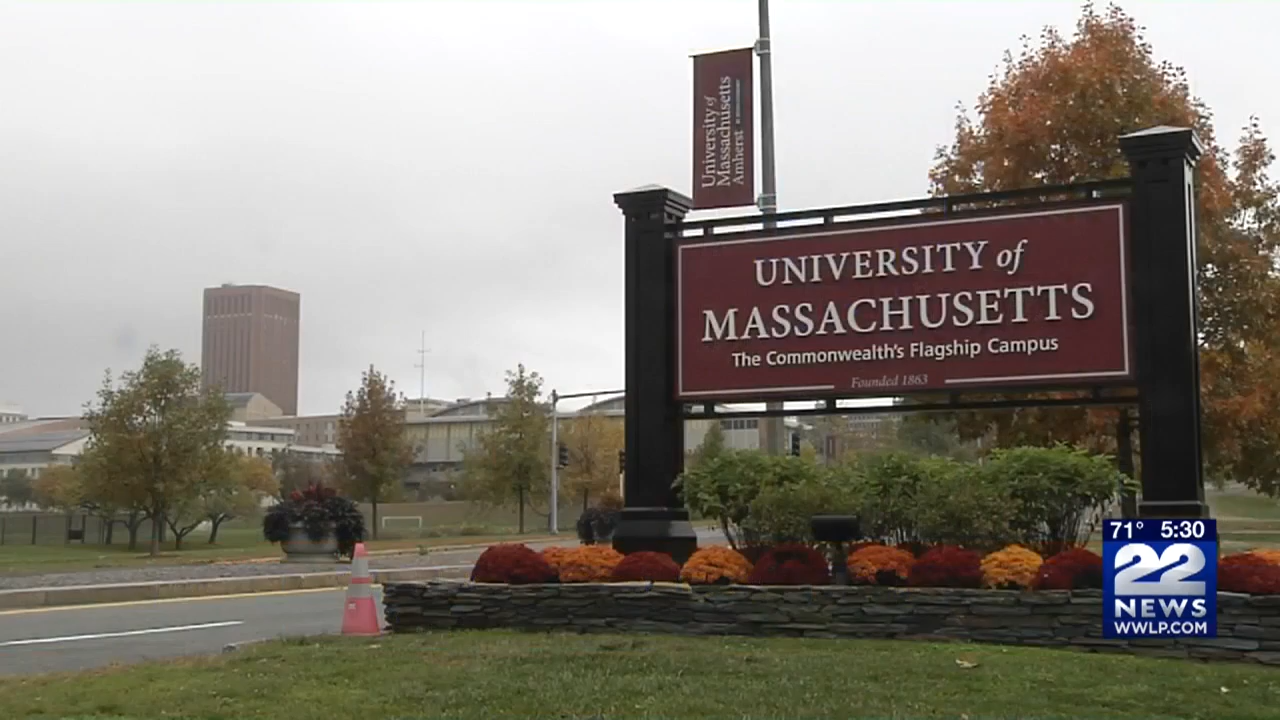 University of
Massachusetts
Amherst
UNIVERSITY of
MASSACHUSETTS
The Commonwealth's Flagship Campus
Founded 1863
71° 5:30
22
NEWS
WWLP.COM